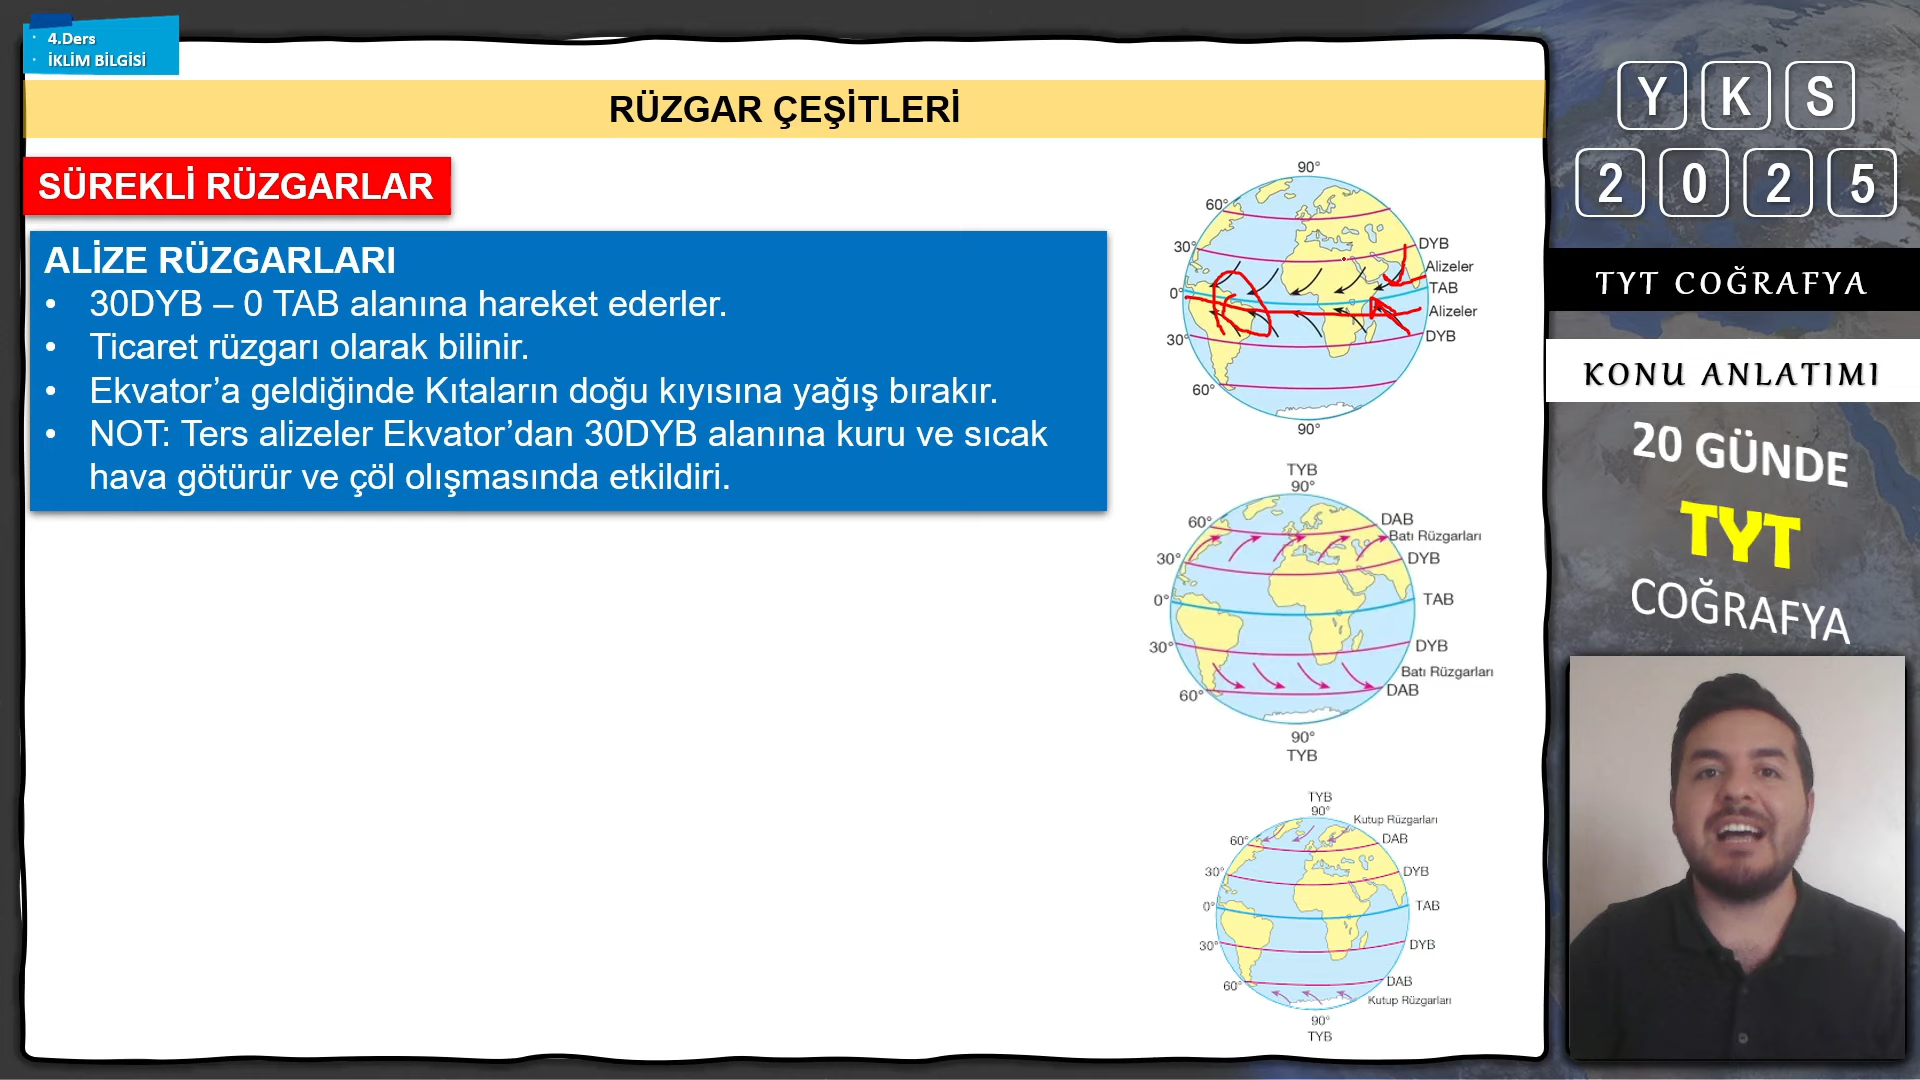 · 4.Ders
· İKLİM BİLGİSİ
RÜZGAR ÇEŞİTLERİ
SÜREKLİ RÜZGARLAR
ALİZE RÜZGARLARI
• 30DYB – 0 TAB alanına hareket ederler.
• Ticaret rüzgarı olarak bilinir.
• Ekvator’a geldiğinde Kıtaların doğu kıyısına yağış bırakır.
• NOT: Ters alizeler Ekvator’dan 30DYB alanına kuru ve sıcak
hava götürür ve çöl olışmasında etkildiri.
90°
60°
30°
DYB
Alizeler
TAB
0°
Alizeler
30°
DYB
60°
90°
TYB
90°
60°
DAB
Batı Rüzgarları
30°
DYB
0°
TAB
30°
DYB
Batı Rüzgarları
60°
DAB
90°
TYB
TYB
90°
Kutup Rüzgarları
60°
DAB
30°
DYB
0°
TAB
30°
DYB
60°
DAB
Kutup Rüzgarları
90°
TYB
Y K S
2 0 2 5
TYT COĞRAFYA
KONU ANLATIMI
20 GÜNDE
TYT
COĞRAFYA